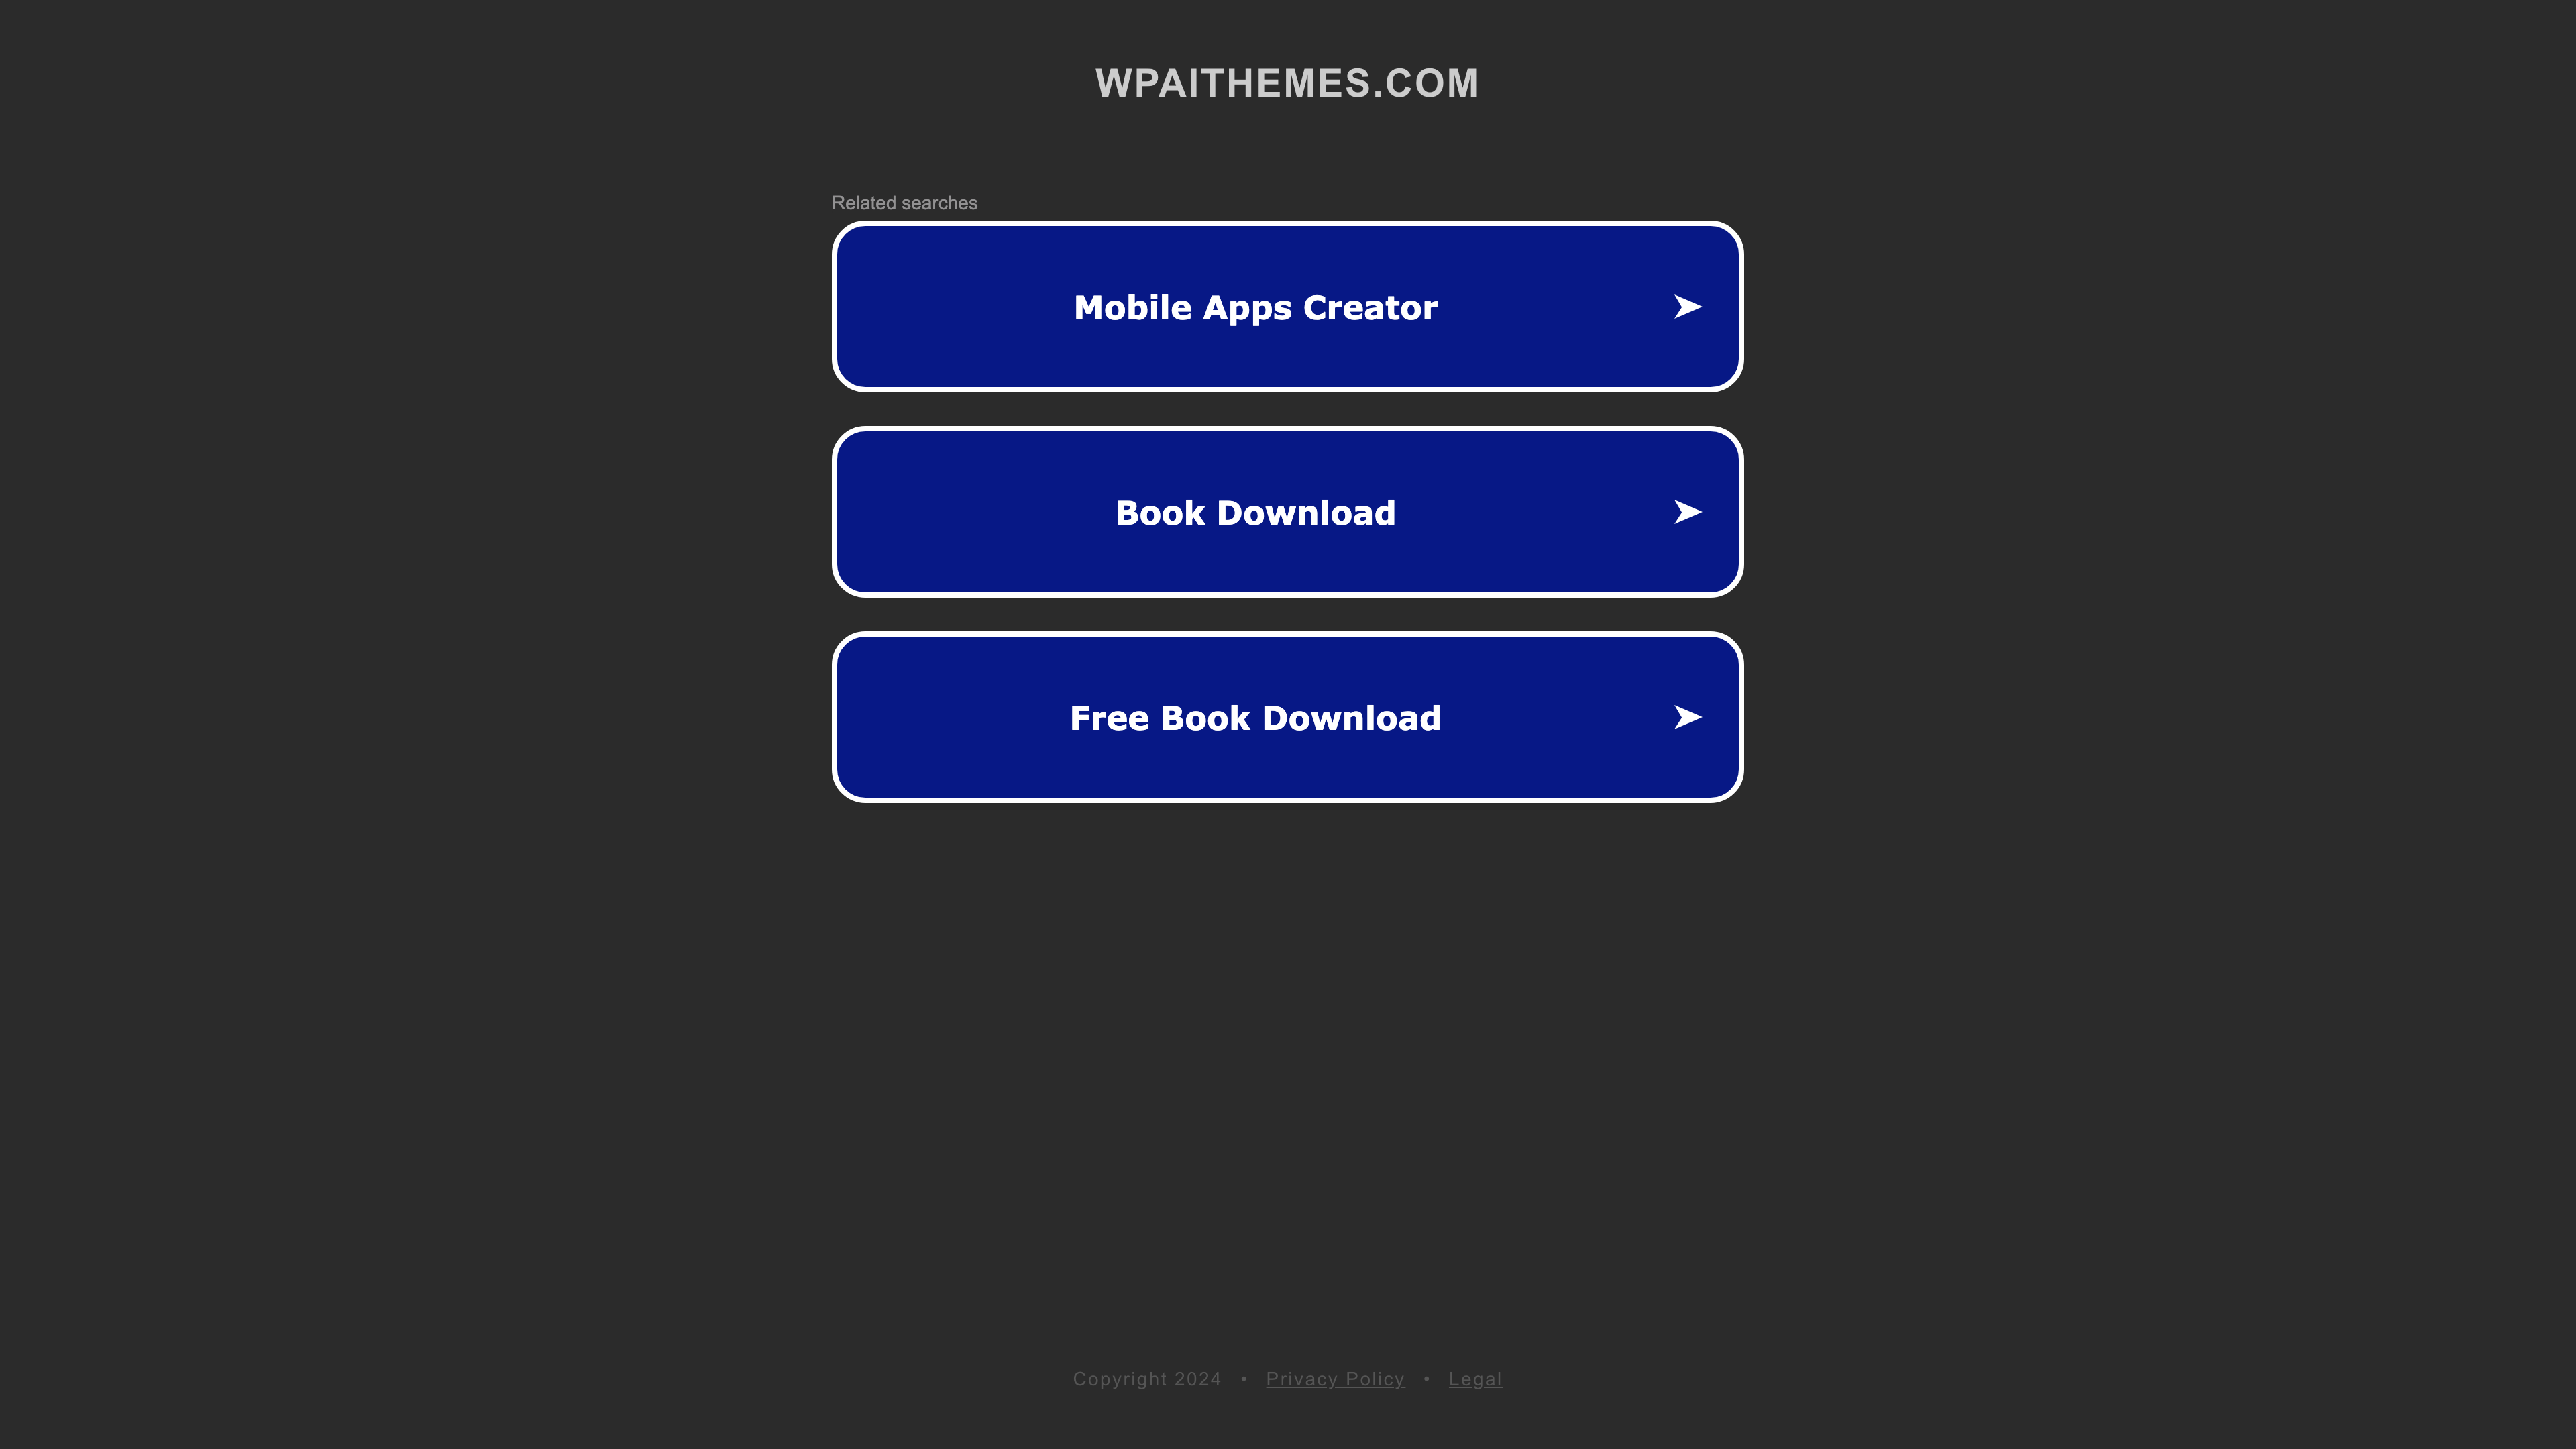 WPAITHEMES.COM
Related searches
Mobile Apps Creator
Book Download
Free Book Download
Copyright 2024 • Privacy Policy • Legal